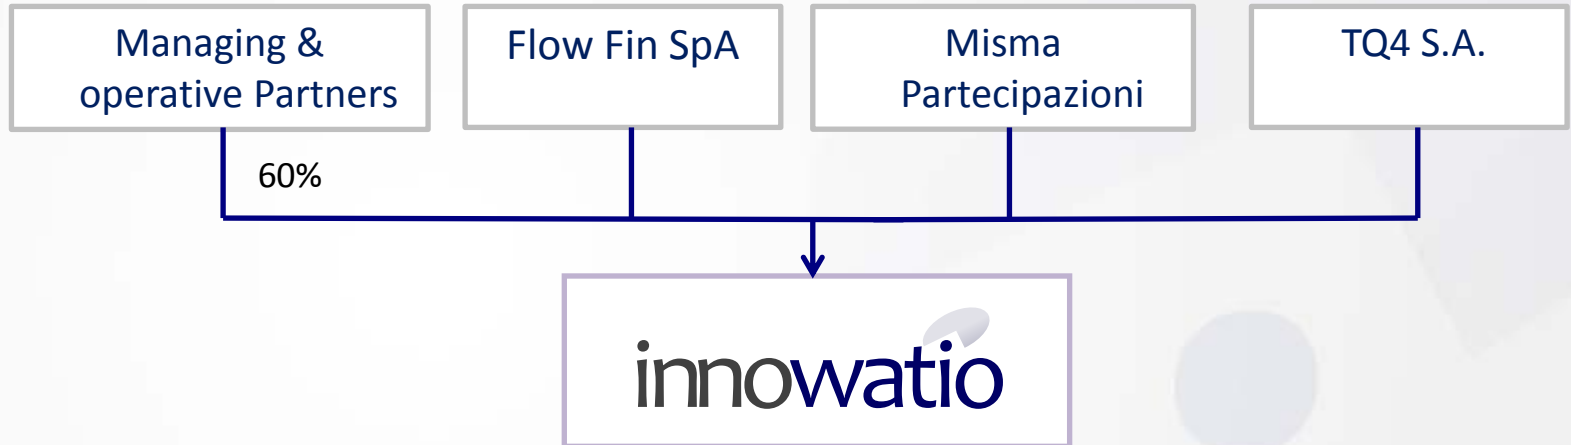 Managing &
operative Partners
Flow Fin SpA
Misma
Partecipazioni
TQ4 S.A.
60%
innowatio